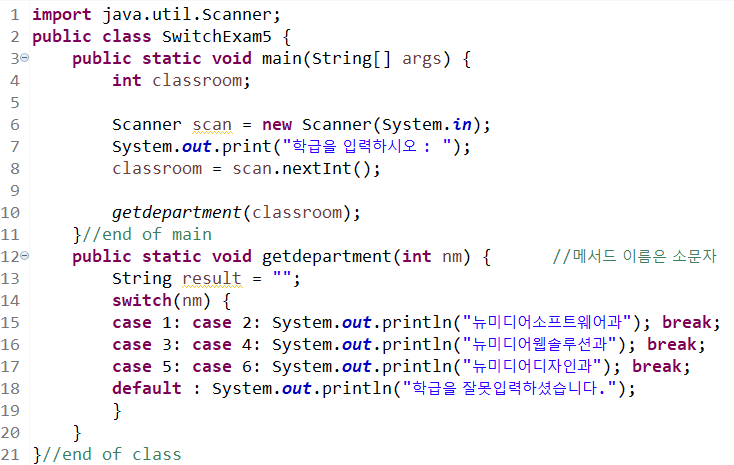 1 import java.util.Scanner;
2 public class SwitchExam5 {
3 public static void main(String[] args) {
4 int classroom;
5
6 Scanner scan = new Scanner(System.in);
7 System.out.print("학급을 입력하시오 : ");
8 classroom = scan.nextInt();
9
10 getdepartment(classroom);
11 }//end of main
12 public static void getdepartment(int nm) { //메서드 이름은 소문자
13 String result = "";
14 switch(nm) {
15 case 1: case 2: System.out.println("뉴미디어소프트웨어과"); break;
16 case 3: case 4: System.out.println("뉴미디어웹솔루션과"); break;
17 case 5: case 6: System.out.println("뉴미디어디자인과"); break;
18 default : System.out.println("학급을 잘못입력하셨습니다.");
19 }
20 }
21 }//end of class